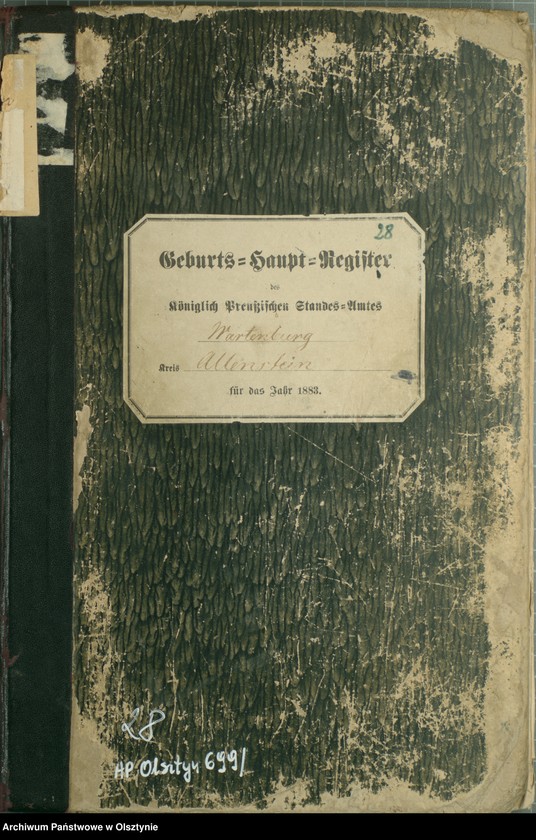 28
Geburts=Haupt=Register
des
Königlich Preußischen Standes=Amtes
Wartenburg
Kreis Allenstein
für das Jahr 1883.
28
AP Olsztyn 699/
Archiwum Państwowe w Olsztynie